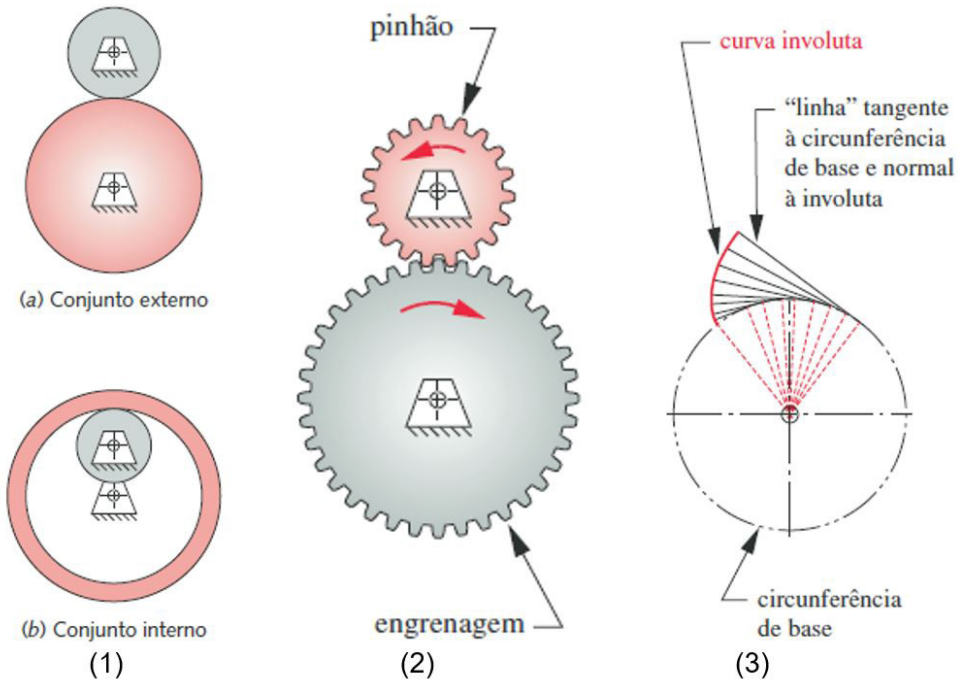 (a) Conjunto externo
(b) Conjunto interno
(1)
pinhão
engrenagem
(2)
curva involuta
“linha” tangente
à circunferência
de base e normal
à involuta
circunferência
de base
(3)